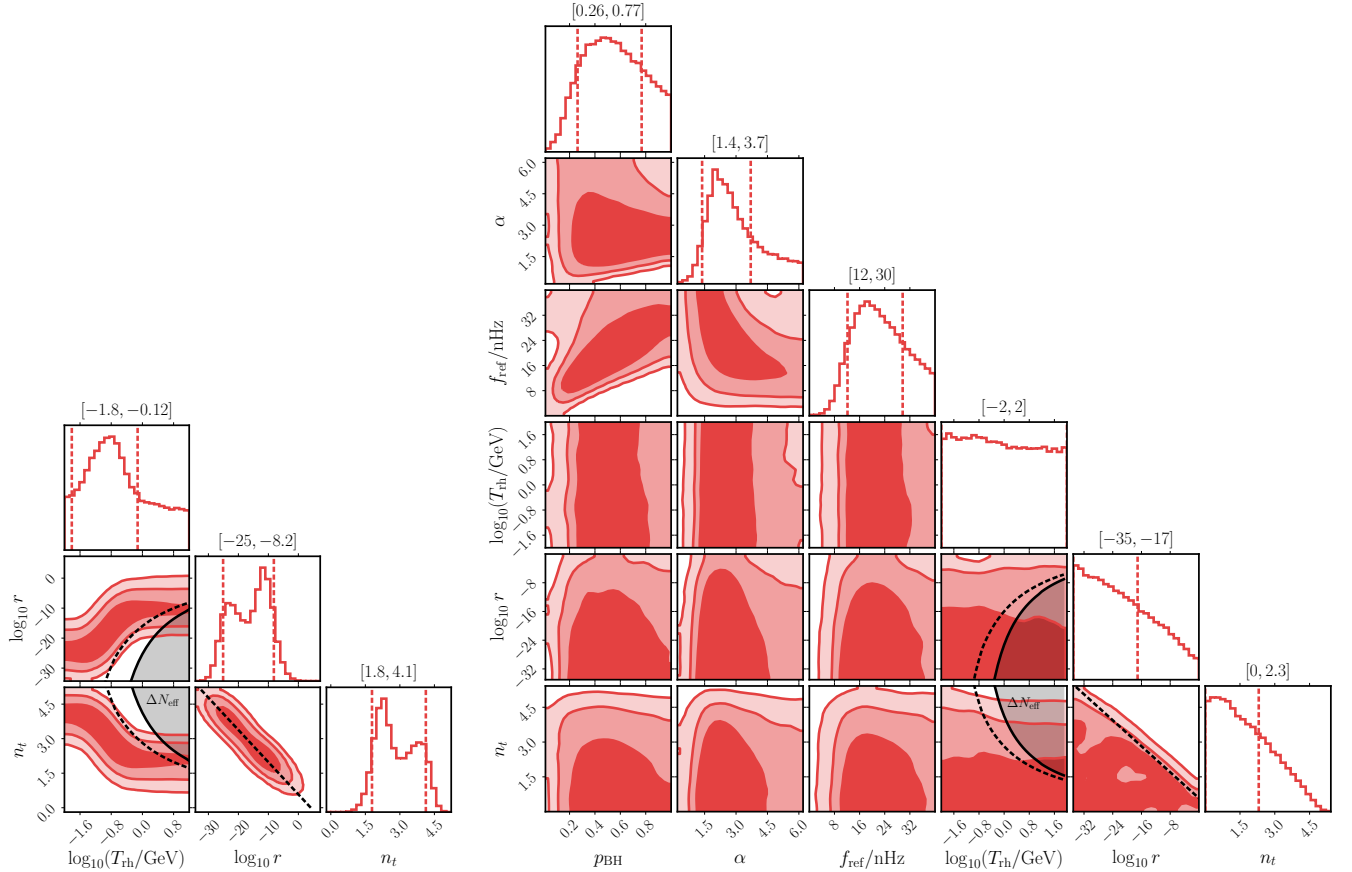 [0.26, 0.77]
6.0
4.5
3.0
1.5
α
[1.4, 3.7]
32
24
16
8
f_ref/nHz
[12, 30]
[−1.8, −0.12]
1.6
0.8
0.0
−0.8
−1.6
log₁₀(T_rh/GeV)
[−2, 2]
0
−10
−20
−30
log₁₀ r
[−25, −8.2]
−8
−16
−24
−32
log₁₀ r
[−35, −17]
4.5
3.0
1.5
0.0
n_t
ΔN_eff
[1.8, 4.1]
4.5
3.0
1.5
n_t
ΔN_eff
[0, 2.3]
−1.6 −0.8 0.0 0.8
−30 −20 −10 0
0.0 1.5 3.0 4.5
0.2 0.4 0.6 0.8
1.5 3.0 4.5 6.0
8 16 24 32
−1.6 −0.8 0.0 0.8 1.6
−32 −24 −16 −8
0.0 1.5 3.0 4.5
log₁₀(T_rh/GeV) log₁₀ r n_t p_BH α f_ref/nHz log₁₀(T_rh/GeV) log₁₀ r n_t